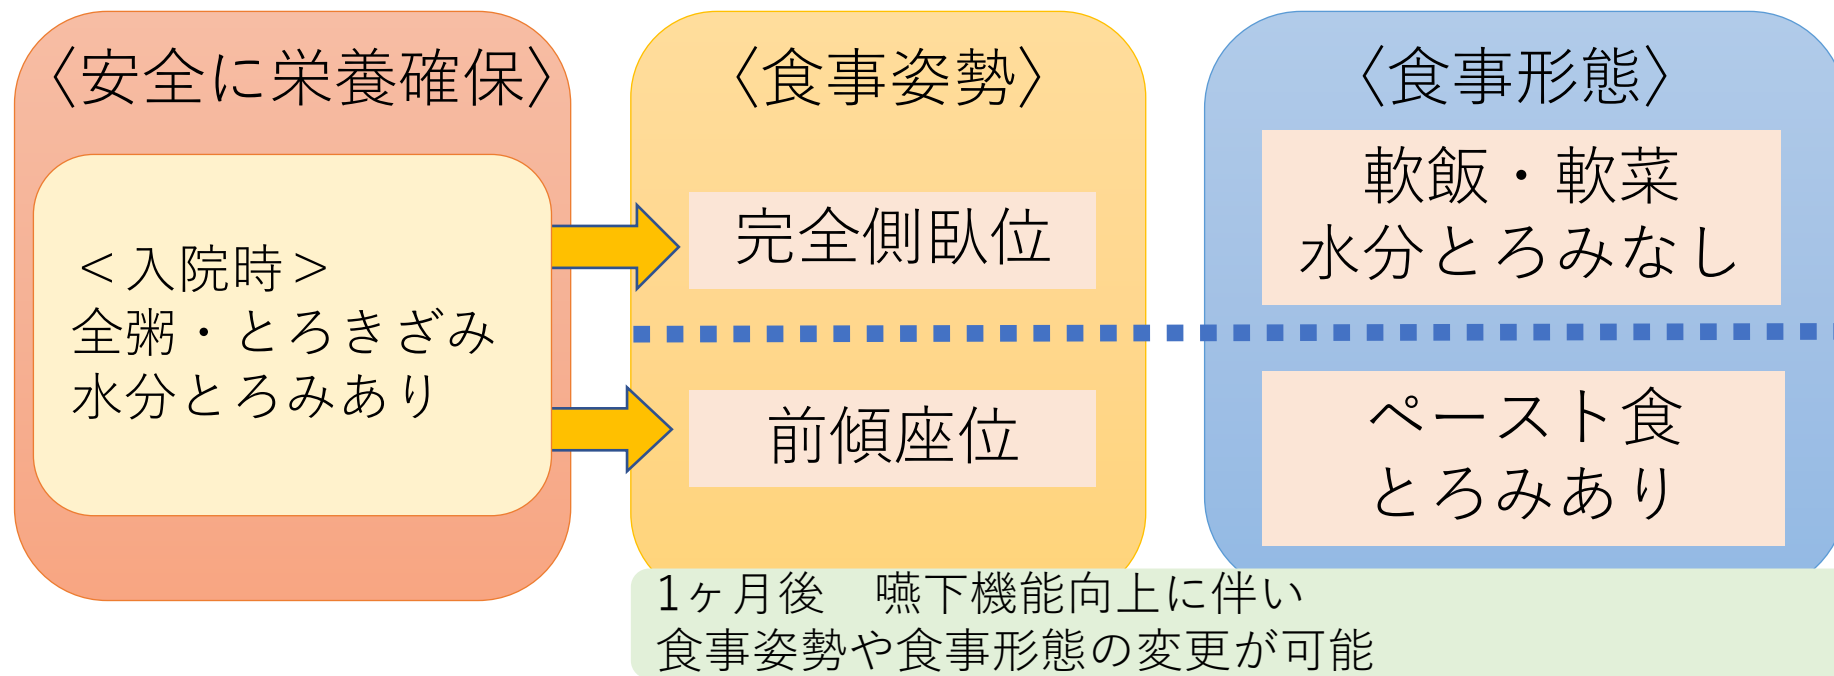 〈安全に栄養確保〉
＜入院時＞
全粥・とろきざみ
水分とろみあり
〈食事姿勢〉
完全側臥位
前傾座位
〈食事形態〉
軟飯・軟菜
水分とろみなし
ペースト食
とろみあり
1ヶ月後　嚥下機能向上に伴い
食事姿勢や食事形態の変更が可能